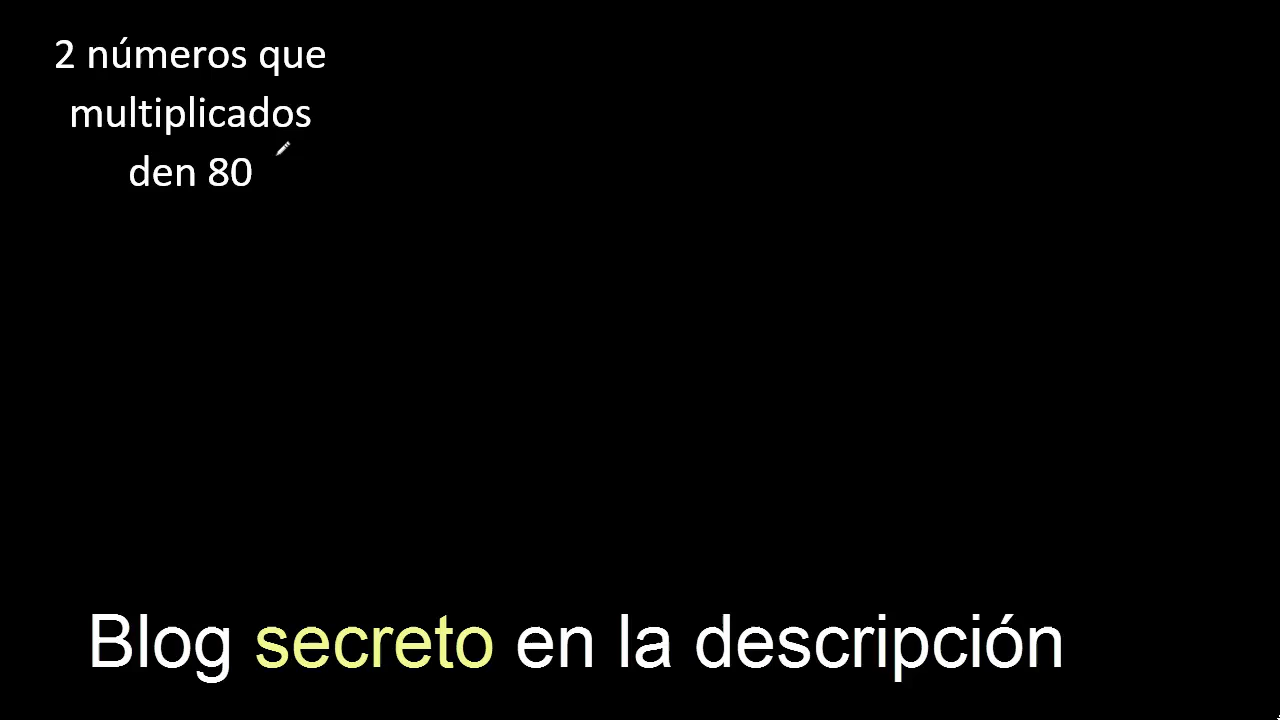 2 números que
multiplicados
den 80
Blog secreto en la descripción